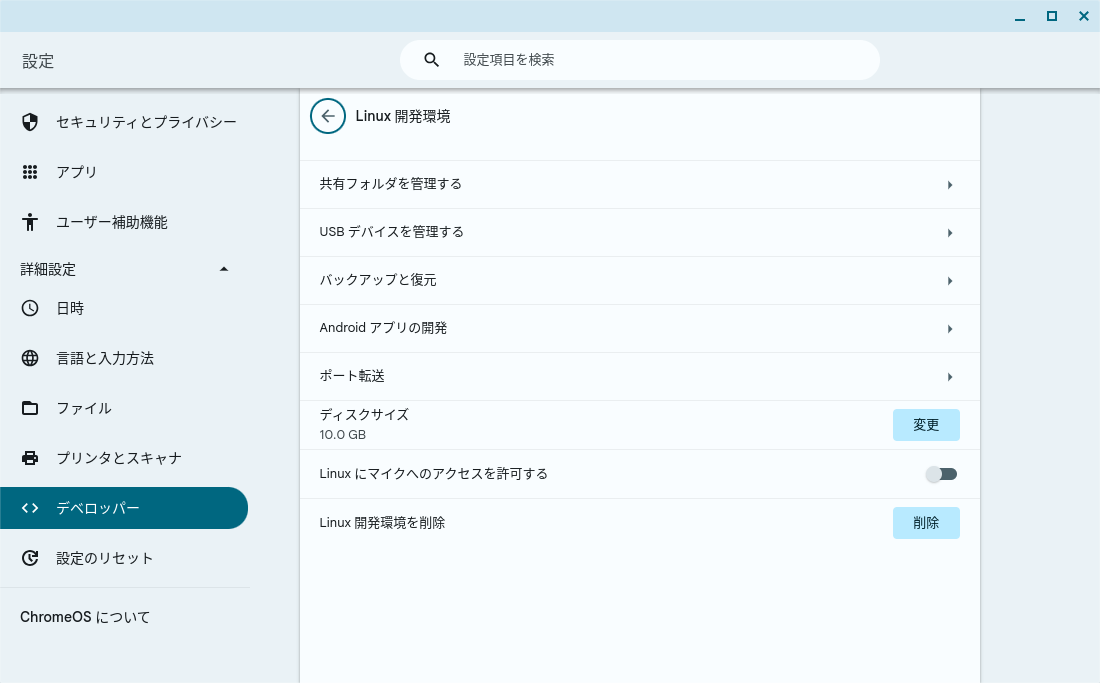 設定
設定項目を検索
セキュリティとプライバシー
アプリ
ユーザー補助機能
詳細設定
日時
言語と入力方法
ファイル
プリンタとスキャナ
デベロッパー
設定のリセット
ChromeOS について
Linux 開発環境
共有フォルダを管理する
USB デバイスを管理する
バックアップと復元
Android アプリの開発
ポート転送
ディスクサイズ
10.0 GB
変更
Linux にマイクへのアクセスを許可する
Linux 開発環境を削除
削除